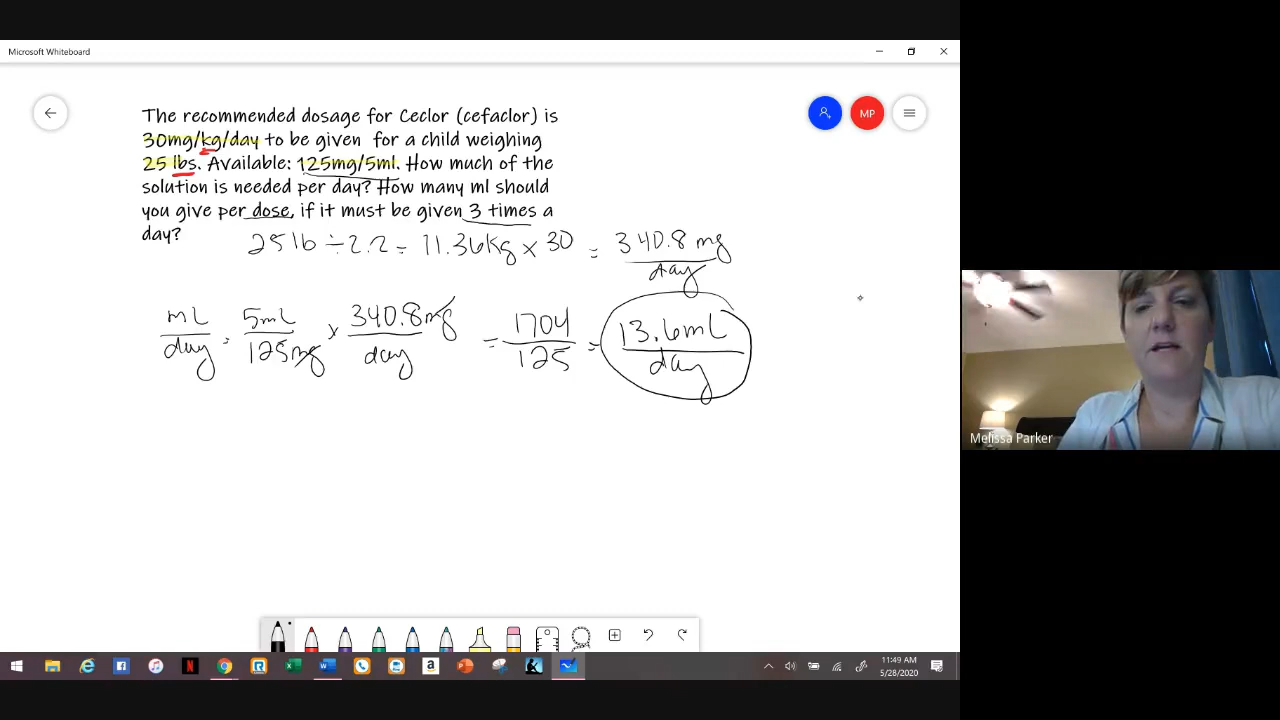 Microsoft Whiteboard
MP
The recommended dosage for Ceclor (cefaclor) is
30mg/kg/day to be given for a child weighing
25 lbs. Available: 125mg/5ml. How much of the
solution is needed per day? How many ml should
you give per dose, if it must be given 3 times a
day?
25 lb ÷ 2.2 = 11.36kg x 30 = 340.8 mg/day
mL/day = 5mL/125mg x 340.8mg/day = 1704/125 = 13.6mL/day
Melissa Parker
11:49 AM
5/28/2020